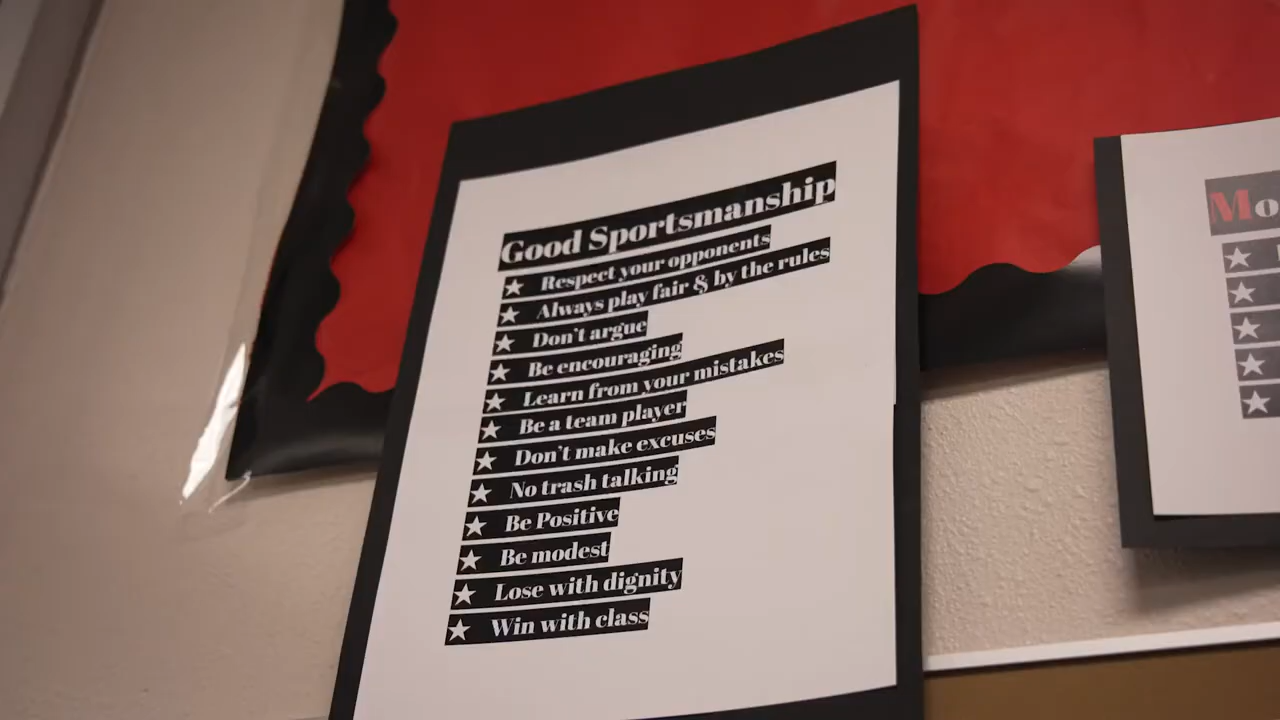 Good Sportsmanship
★ Respect your opponents
★ Always play fair & by the rules
★ Don't argue
★ Be encouraging
★ Learn from your mistakes
★ Be a team player
★ Don't make excuses
★ No trash talking
★ Be Positive
★ Be modest
★ Lose with dignity
★ Win with class